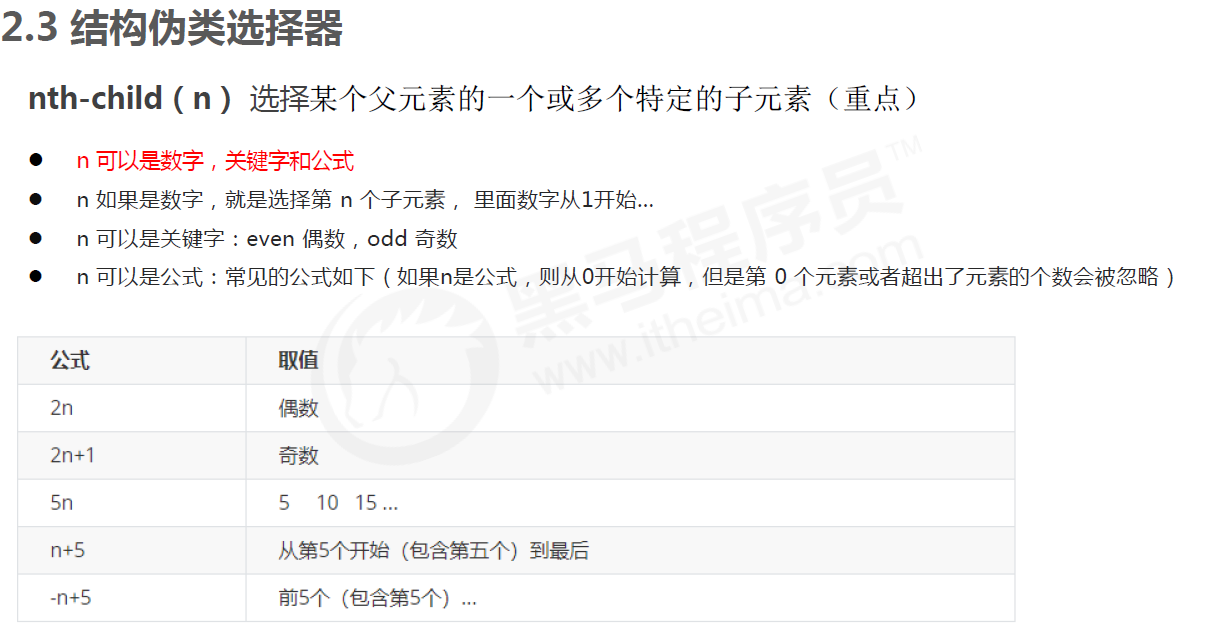 2.3 结构伪类选择器
nth-child（n） 选择某个父元素的一个或多个特定的子元素（重点）
● n 可以是数字，关键字和公式
● n 如果是数字，就是选择第 n 个子元素， 里面数字从1开始...
● n 可以是关键字：even 偶数，odd 奇数
● n 可以是公式：常见的公式如下（如果n是公式，则从0开始计算，但是第 0 个元素或者超出了元素的个数会被忽略）
公式 取值
2n 偶数
2n+1 奇数
5n 5 10 15 ...
n+5 从第5个开始（包含第五个）到最后
-n+5 前5个（包含第5个）...
黑马程序员™
www.itheima.com